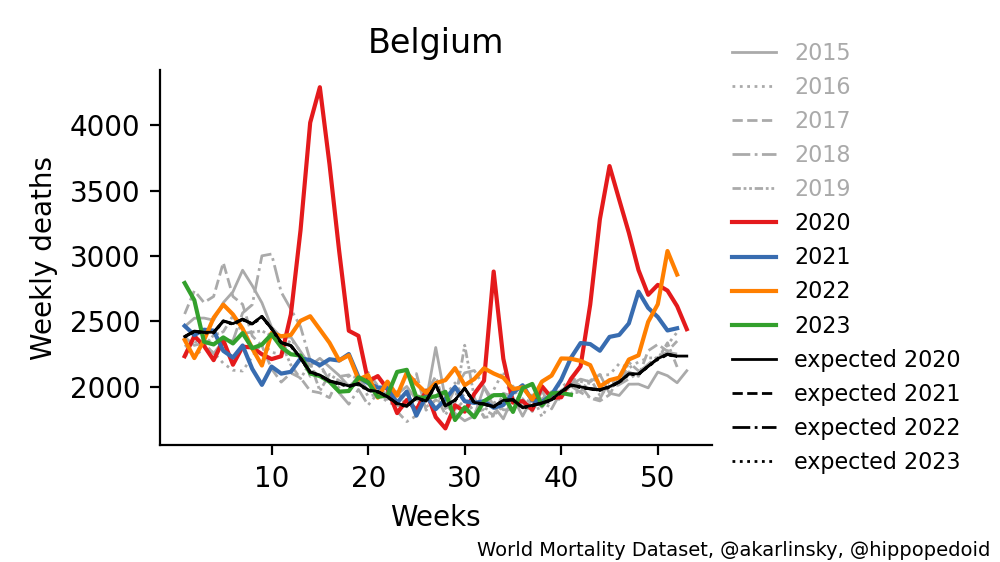 Belgium
Weekly deaths
4000
3500
3000
2500
2000
10 20 30 40 50
Weeks
2015
2016
2017
2018
2019
2020
2021
2022
2023
expected 2020
expected 2021
expected 2022
expected 2023
World Mortality Dataset, @akarlinsky, @hippopedoid